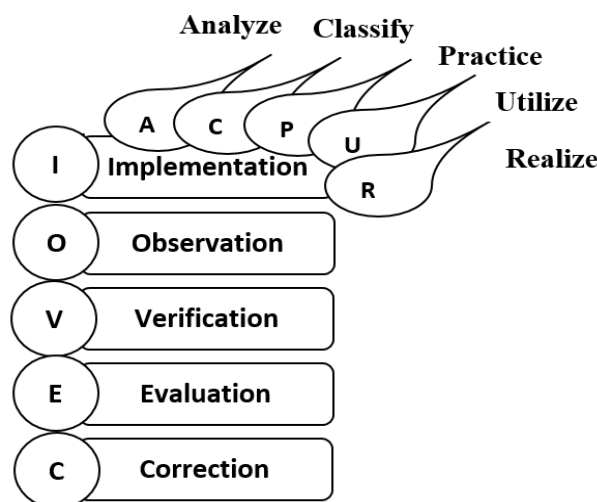 Analyze
Classify
Practice
Utilize
Realize
A
C
P
U
R
I Implementation
O Observation
V Verification
E Evaluation
C Correction